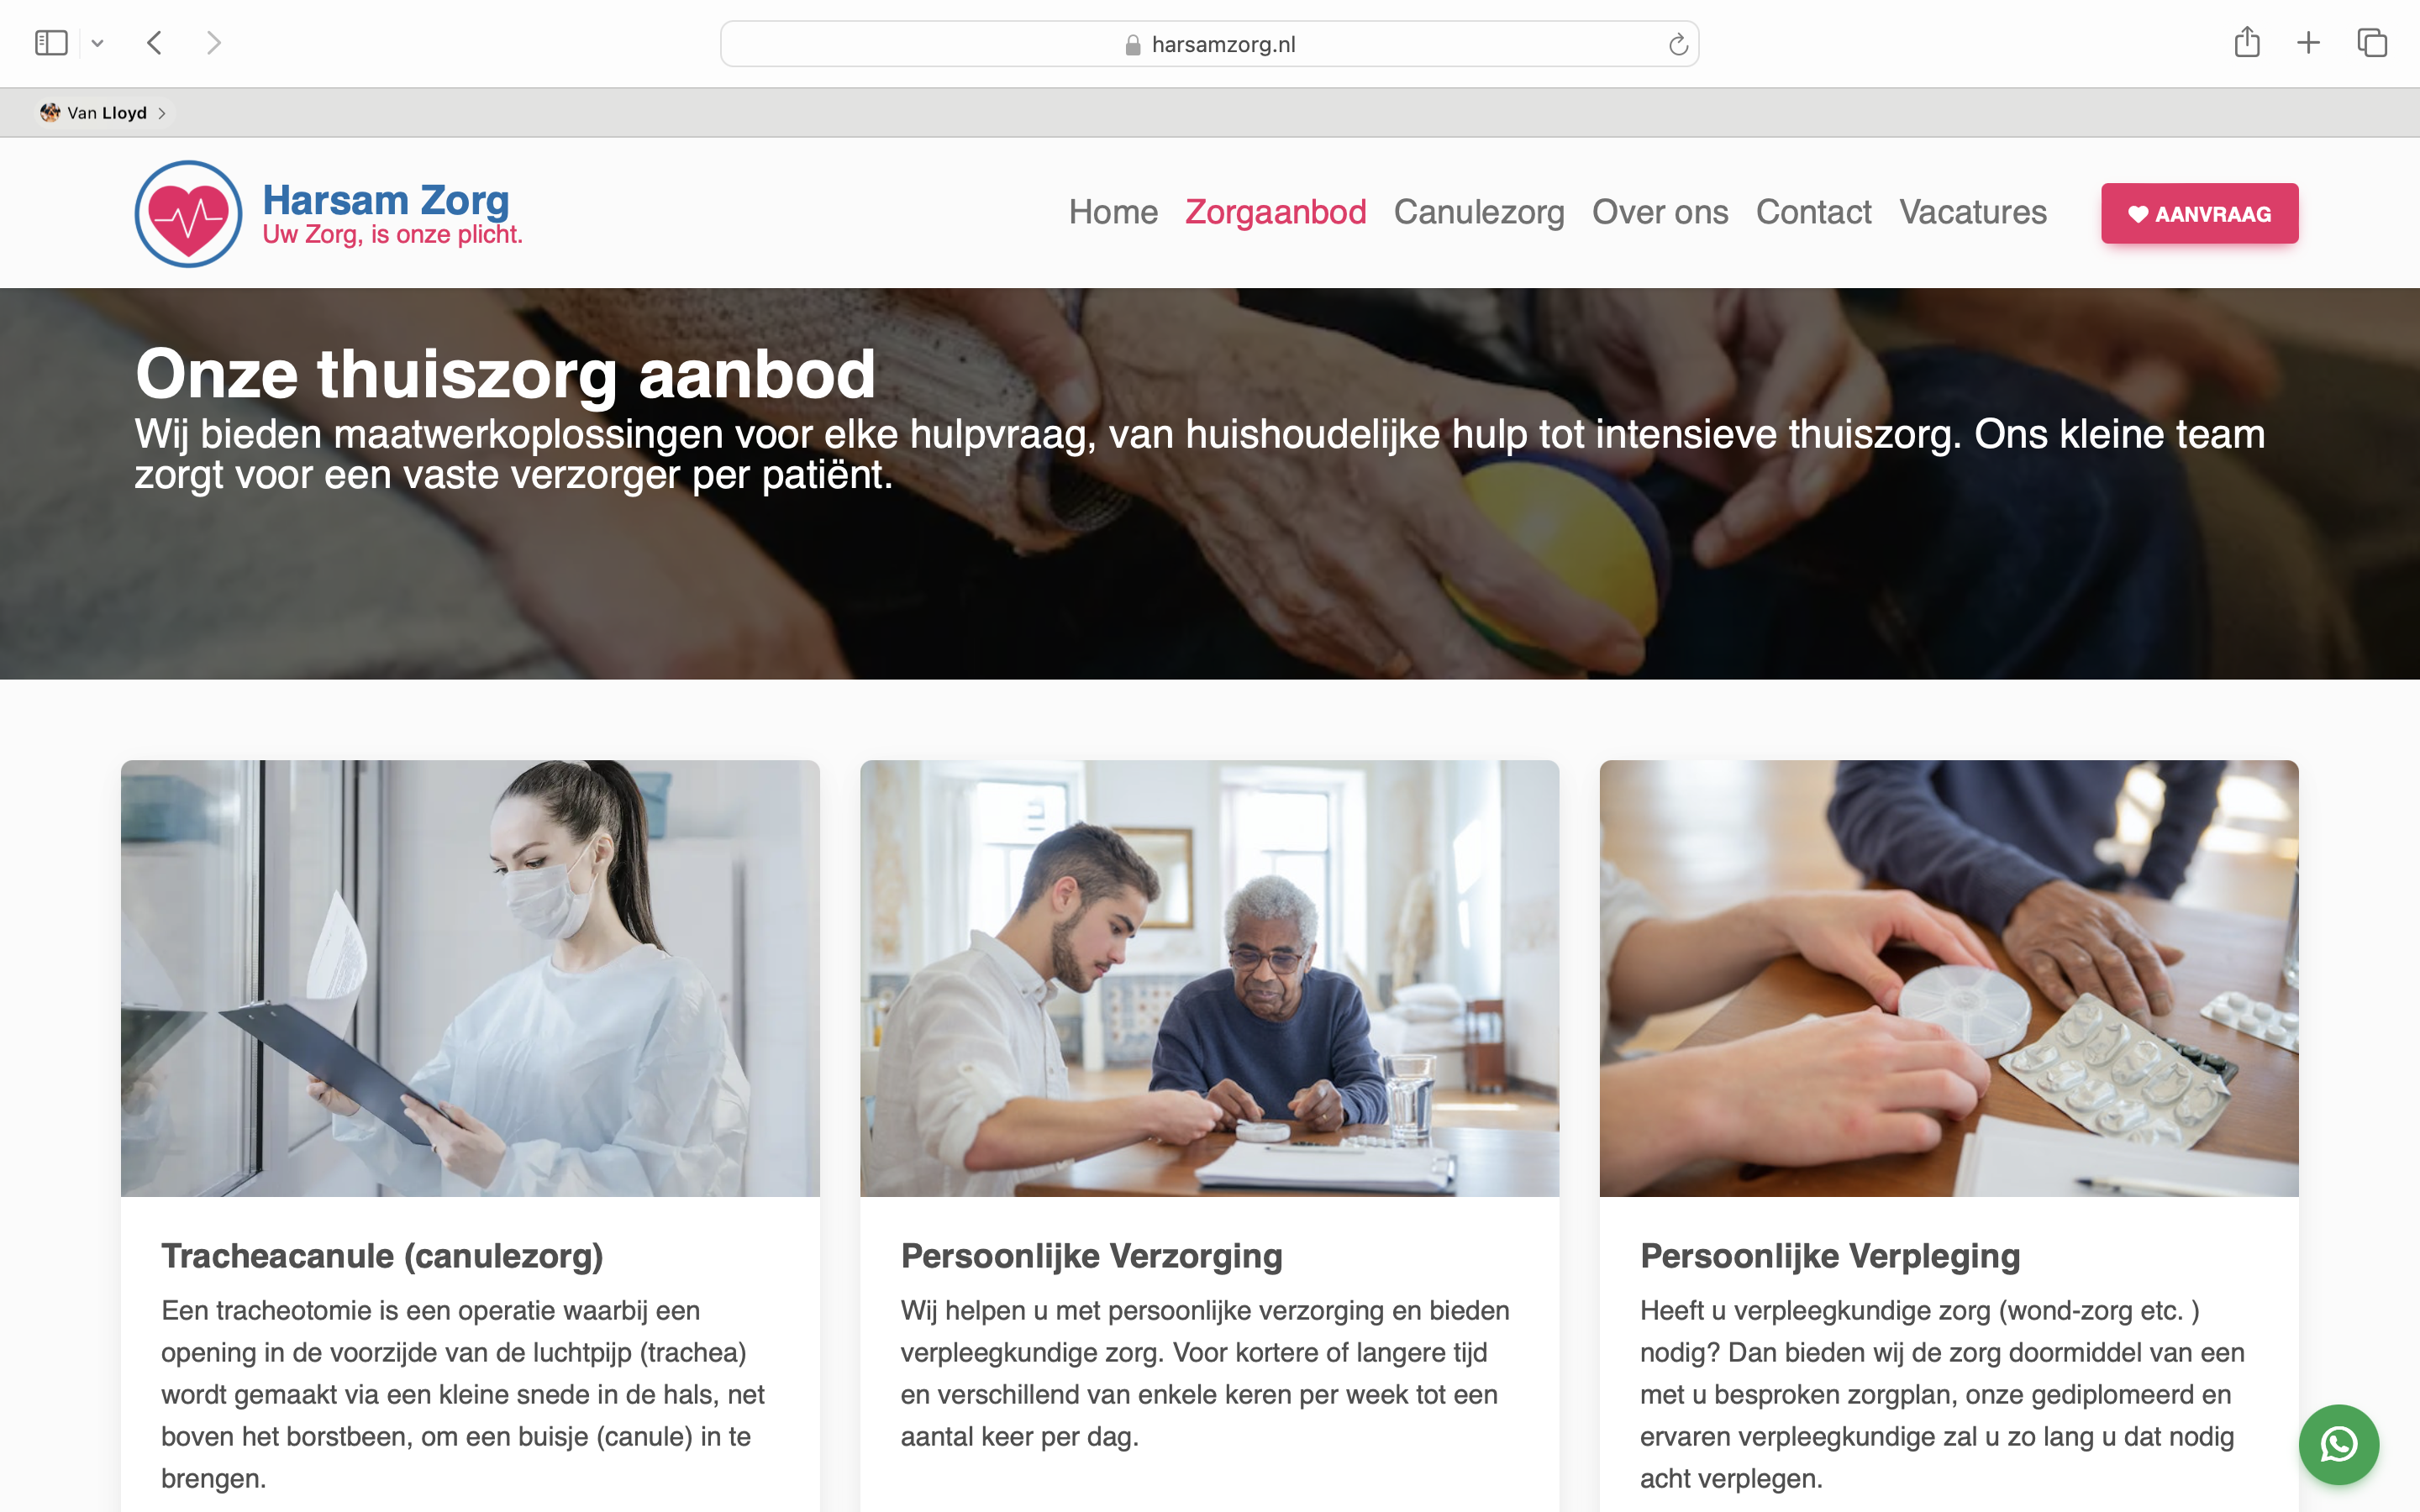 harsamzorg.nl
Van Lloyd
Harsam Zorg
Uw Zorg, is onze plicht.
Home Zorgaanbod Canulezorg Over ons Contact Vacatures AANVRAAG
Onze thuiszorg aanbod
Wij bieden maatwerkoplossingen voor elke hulpvraag, van huishoudelijke hulp tot intensieve thuiszorg. Ons kleine team
zorgt voor een vaste verzorger per patiënt.
Tracheacanule (canulezorg)
Een tracheotomie is een operatie waarbij een
opening in de voorzijde van de luchtpijp (trachea)
wordt gemaakt via een kleine snede in de hals, net
boven het borstbeen, om een buisje (canule) in te
brengen.
Persoonlijke Verzorging
Wij helpen u met persoonlijke verzorging en bieden
verpleegkundige zorg. Voor kortere of langere tijd
en verschillend van enkele keren per week tot een
aantal keer per dag.
Persoonlijke Verpleging
Heeft u verpleegkundige zorg (wond-zorg etc. )
nodig? Dan bieden wij de zorg doormiddel van een
met u besproken zorgplan, onze gediplomeerd en
ervaren verpleegkundige zal u zo lang u dat nodig
acht verplegen.